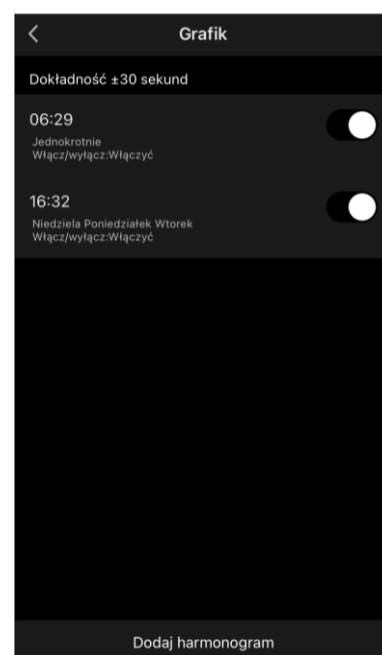 Grafik
Dokładność ±30 sekund
06:29
Jednokrotnie
Włącz/wyłącz:Włączyć
16:32
Niedziela Poniedziałek Wtorek
Włącz/wyłącz:Włączyć
Dodaj harmonogram